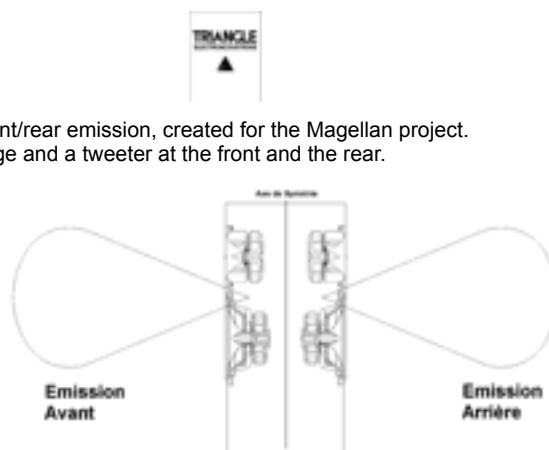 TRIANGLE
nt/rear emission, created for the Magellan project.
ge and a tweeter at the front and the rear.
Axe de Symétrie
Emission
Avant
Emission
Arrière